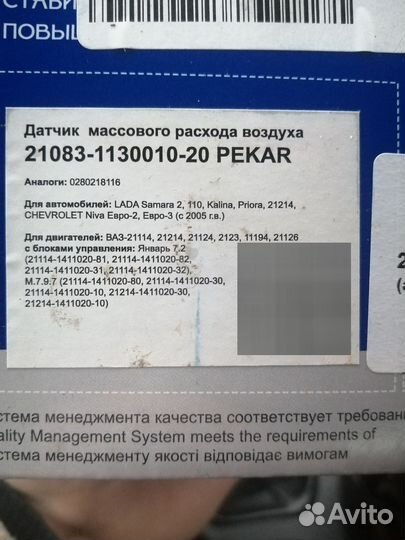 ПОВЫ
Датчик массового расхода воздуха
21083-1130010-20 PEKAR
Аналоги: 0280218116
Для автомобилей: LADA Samara 2, 110, Kalina, Priora, 21214,
CHEVROLET Niva Евро-2, Евро-3 (с 2005 г.в.)
Для двигателей: ВАЗ-21114, 21214, 21124, 2123, 11194, 21126
с блоками управления: Январь 7.2
(21114-1411020-81, 21114-1411020-82,
21114-1411020-31, 21114-1411020-32),
М.7.9.7 (21114-1411020-80, 21114-1411020-30,
21114-1411020-10, 21214-1411020-30,
21214-1411020-10)
стема менеджмента качества соответствует требован
ality Management System meets the requirements of
стема менеджменту якості відповідає вимогам
Avito